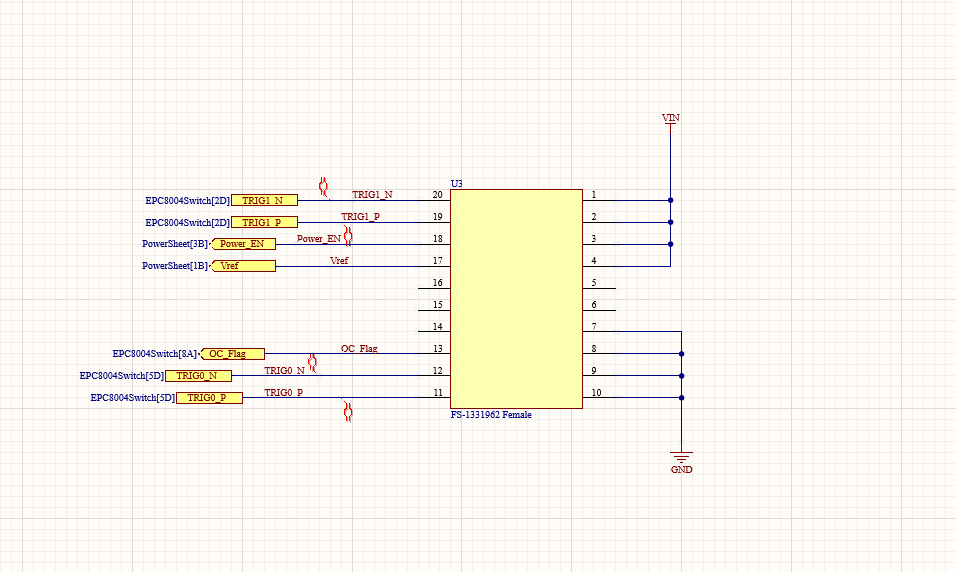 VIN
U3
EPC8004Switch[2D] TRIG1_N TRIG1_N 20 1
EPC8004Switch[2D] TRIG1_P TRIG1_P 19 2
PowerSheet[3B] Power_EN Power_EN 18 3
PowerSheet[1B] Vref Vref 17 4
16 5
15 6
14 7
EPC8004Switch[8A] OC_Flag OC_Flag 13 8
EPC8004Switch[5D] TRIG0_N TRIG0_N 12 9
EPC8004Switch[5D] TRIG0_P TRIG0_P 11 10
FS-1331962 Female
GND